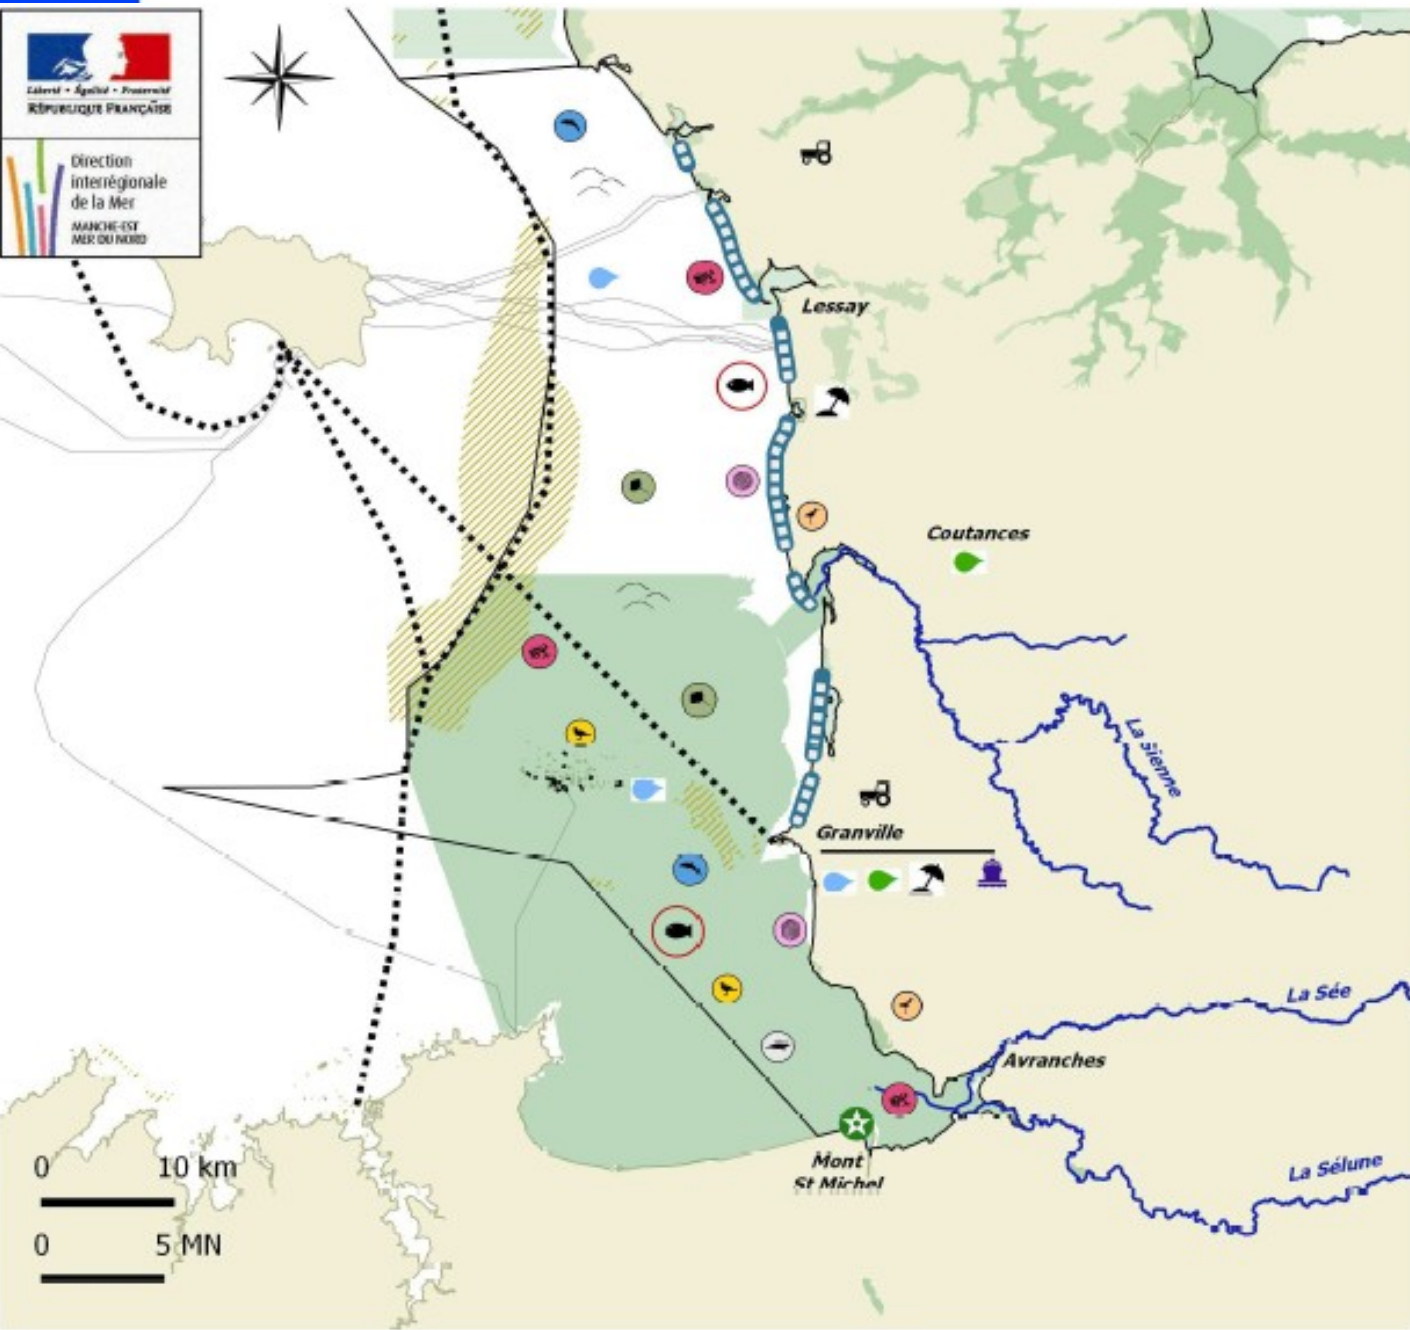 Liberté • Égalité • Fraternité
RÉPUBLIQUE FRANÇAISE
Direction
interrégionale
de la Mer
MANCHE-EST
MER DU NORD
Lessay
Coutances
La Sienne
Granville
La Sée
Avranches
Mont
St Michel
La Sélune
0 10 km
0 5 MN